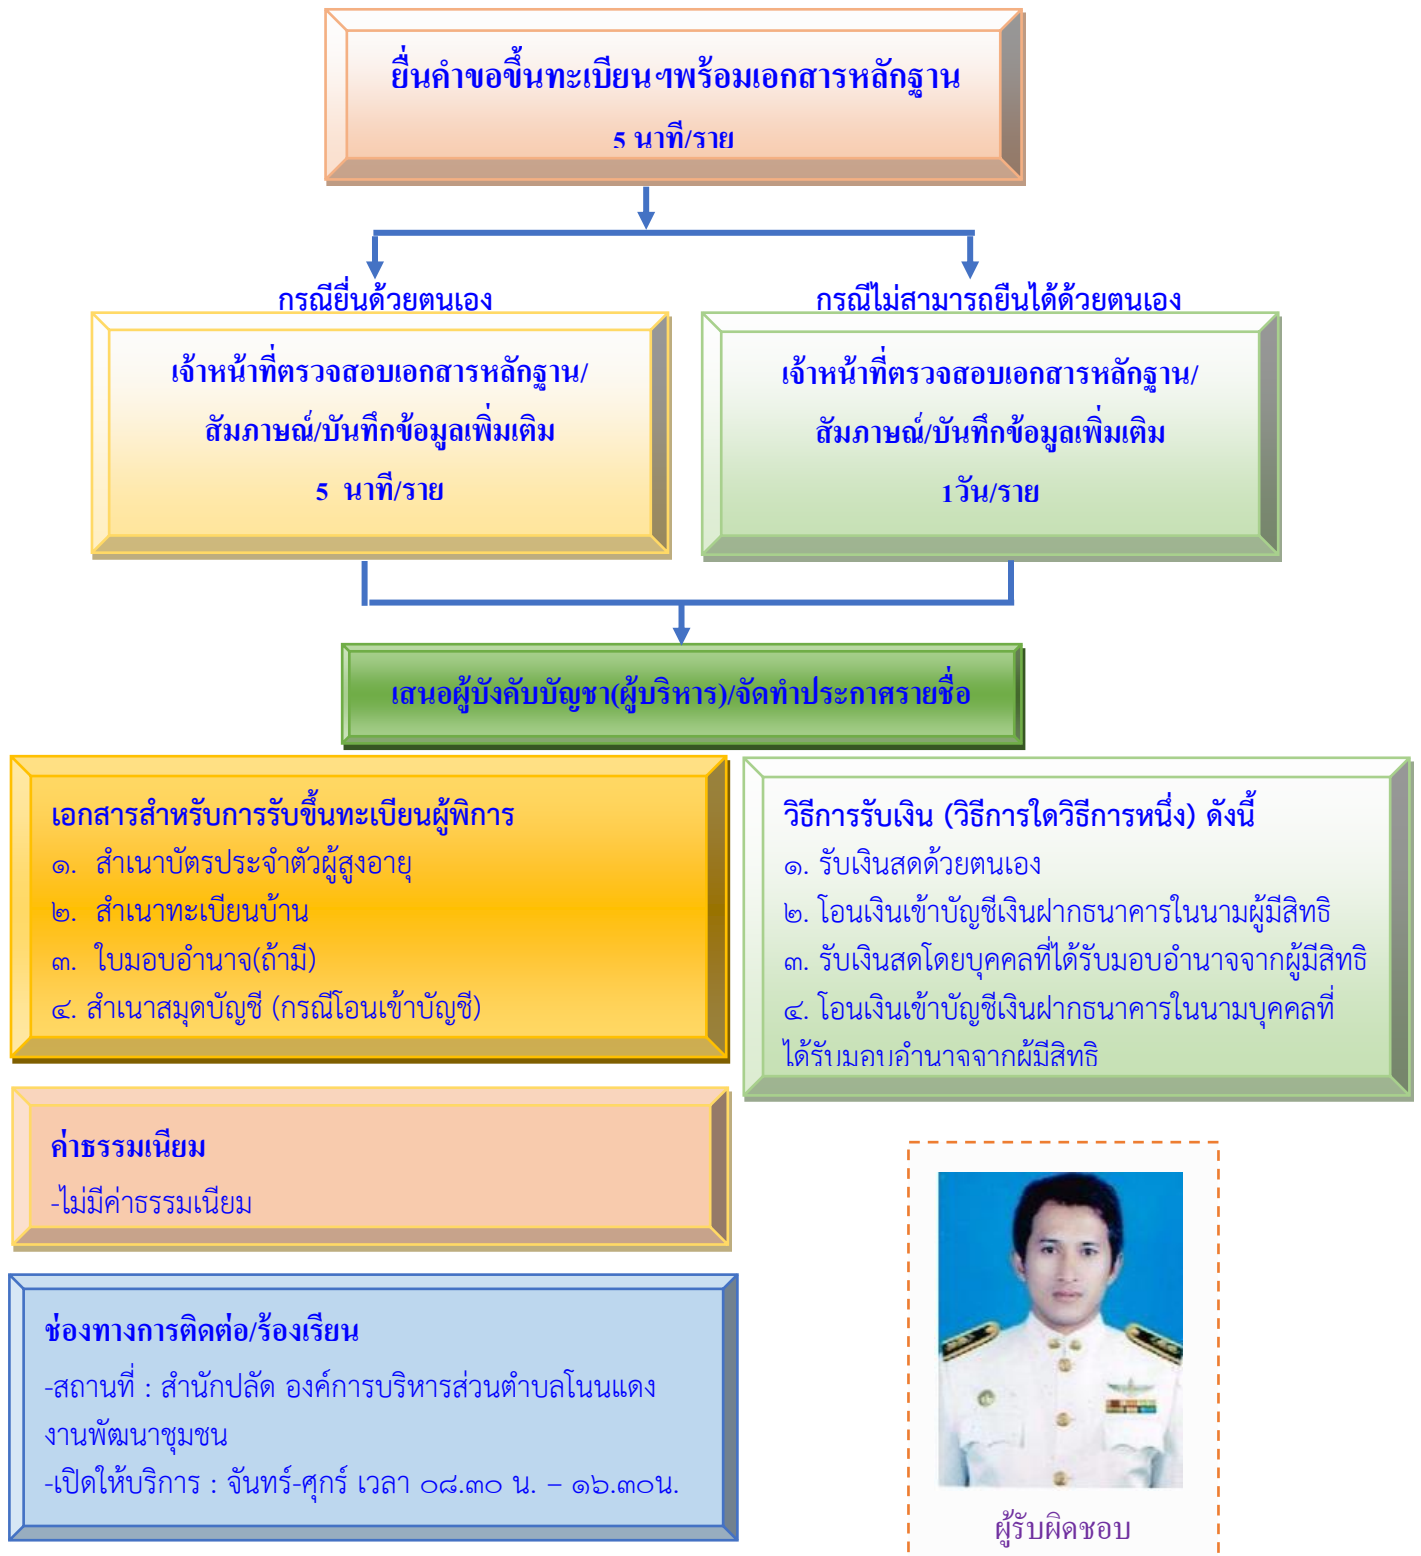 ยื่นคำขอขึ้นทะเบียนฯพร้อมเอกสารหลักฐาน
5 นาที/ราย
กรณียื่นด้วยตนเอง
กรณีไม่สามารถยืนได้ด้วยตนเอง
เจ้าหน้าที่ตรวจสอบเอกสารหลักฐาน/
สัมภาษณ์/บันทึกข้อมูลเพิ่มเติม
5 นาที/ราย
เจ้าหน้าที่ตรวจสอบเอกสารหลักฐาน/
สัมภาษณ์/บันทึกข้อมูลเพิ่มเติม
1วัน/ราย
เสนอผู้บังคับบัญชา(ผู้บริหาร)/จัดทำประกาศรายชื่อ
เอกสารสำหรับการรับขึ้นทะเบียนผู้พิการ
๑. สำเนาบัตรประจำตัวผู้สูงอายุ
๒. สำเนาทะเบียนบ้าน
๓. ใบมอบอำนาจ(ถ้ามี)
๔. สำเนาสมุดบัญชี (กรณีโอนเข้าบัญชี)
วิธีการรับเงิน (วิธีการใดวิธีการหนึ่ง) ดังนี้
๑. รับเงินสดด้วยตนเอง
๒. โอนเงินเข้าบัญชีเงินฝากธนาคารในนามผู้มีสิทธิ
๓. รับเงินสดโดยบุคคลที่ได้รับมอบอำนาจจากผู้มีสิทธิ
๔. โอนเงินเข้าบัญชีเงินฝากธนาคารในนามบุคคลที่
ได้รับมอบอำนาจจากผู้มีสิทธิ
ค่าธรรมเนียม
-ไม่มีค่าธรรมเนียม
ช่องทางการติดต่อ/ร้องเรียน
-สถานที่ : สำนักปลัด องค์การบริหารส่วนตำบลโนนแดง
งานพัฒนาชุมชน
-เปิดให้บริการ : จันทร์-ศุกร์ เวลา ๐๘.๓๐ น. – ๑๖.๓๐น.
ผู้รับผิดชอบ